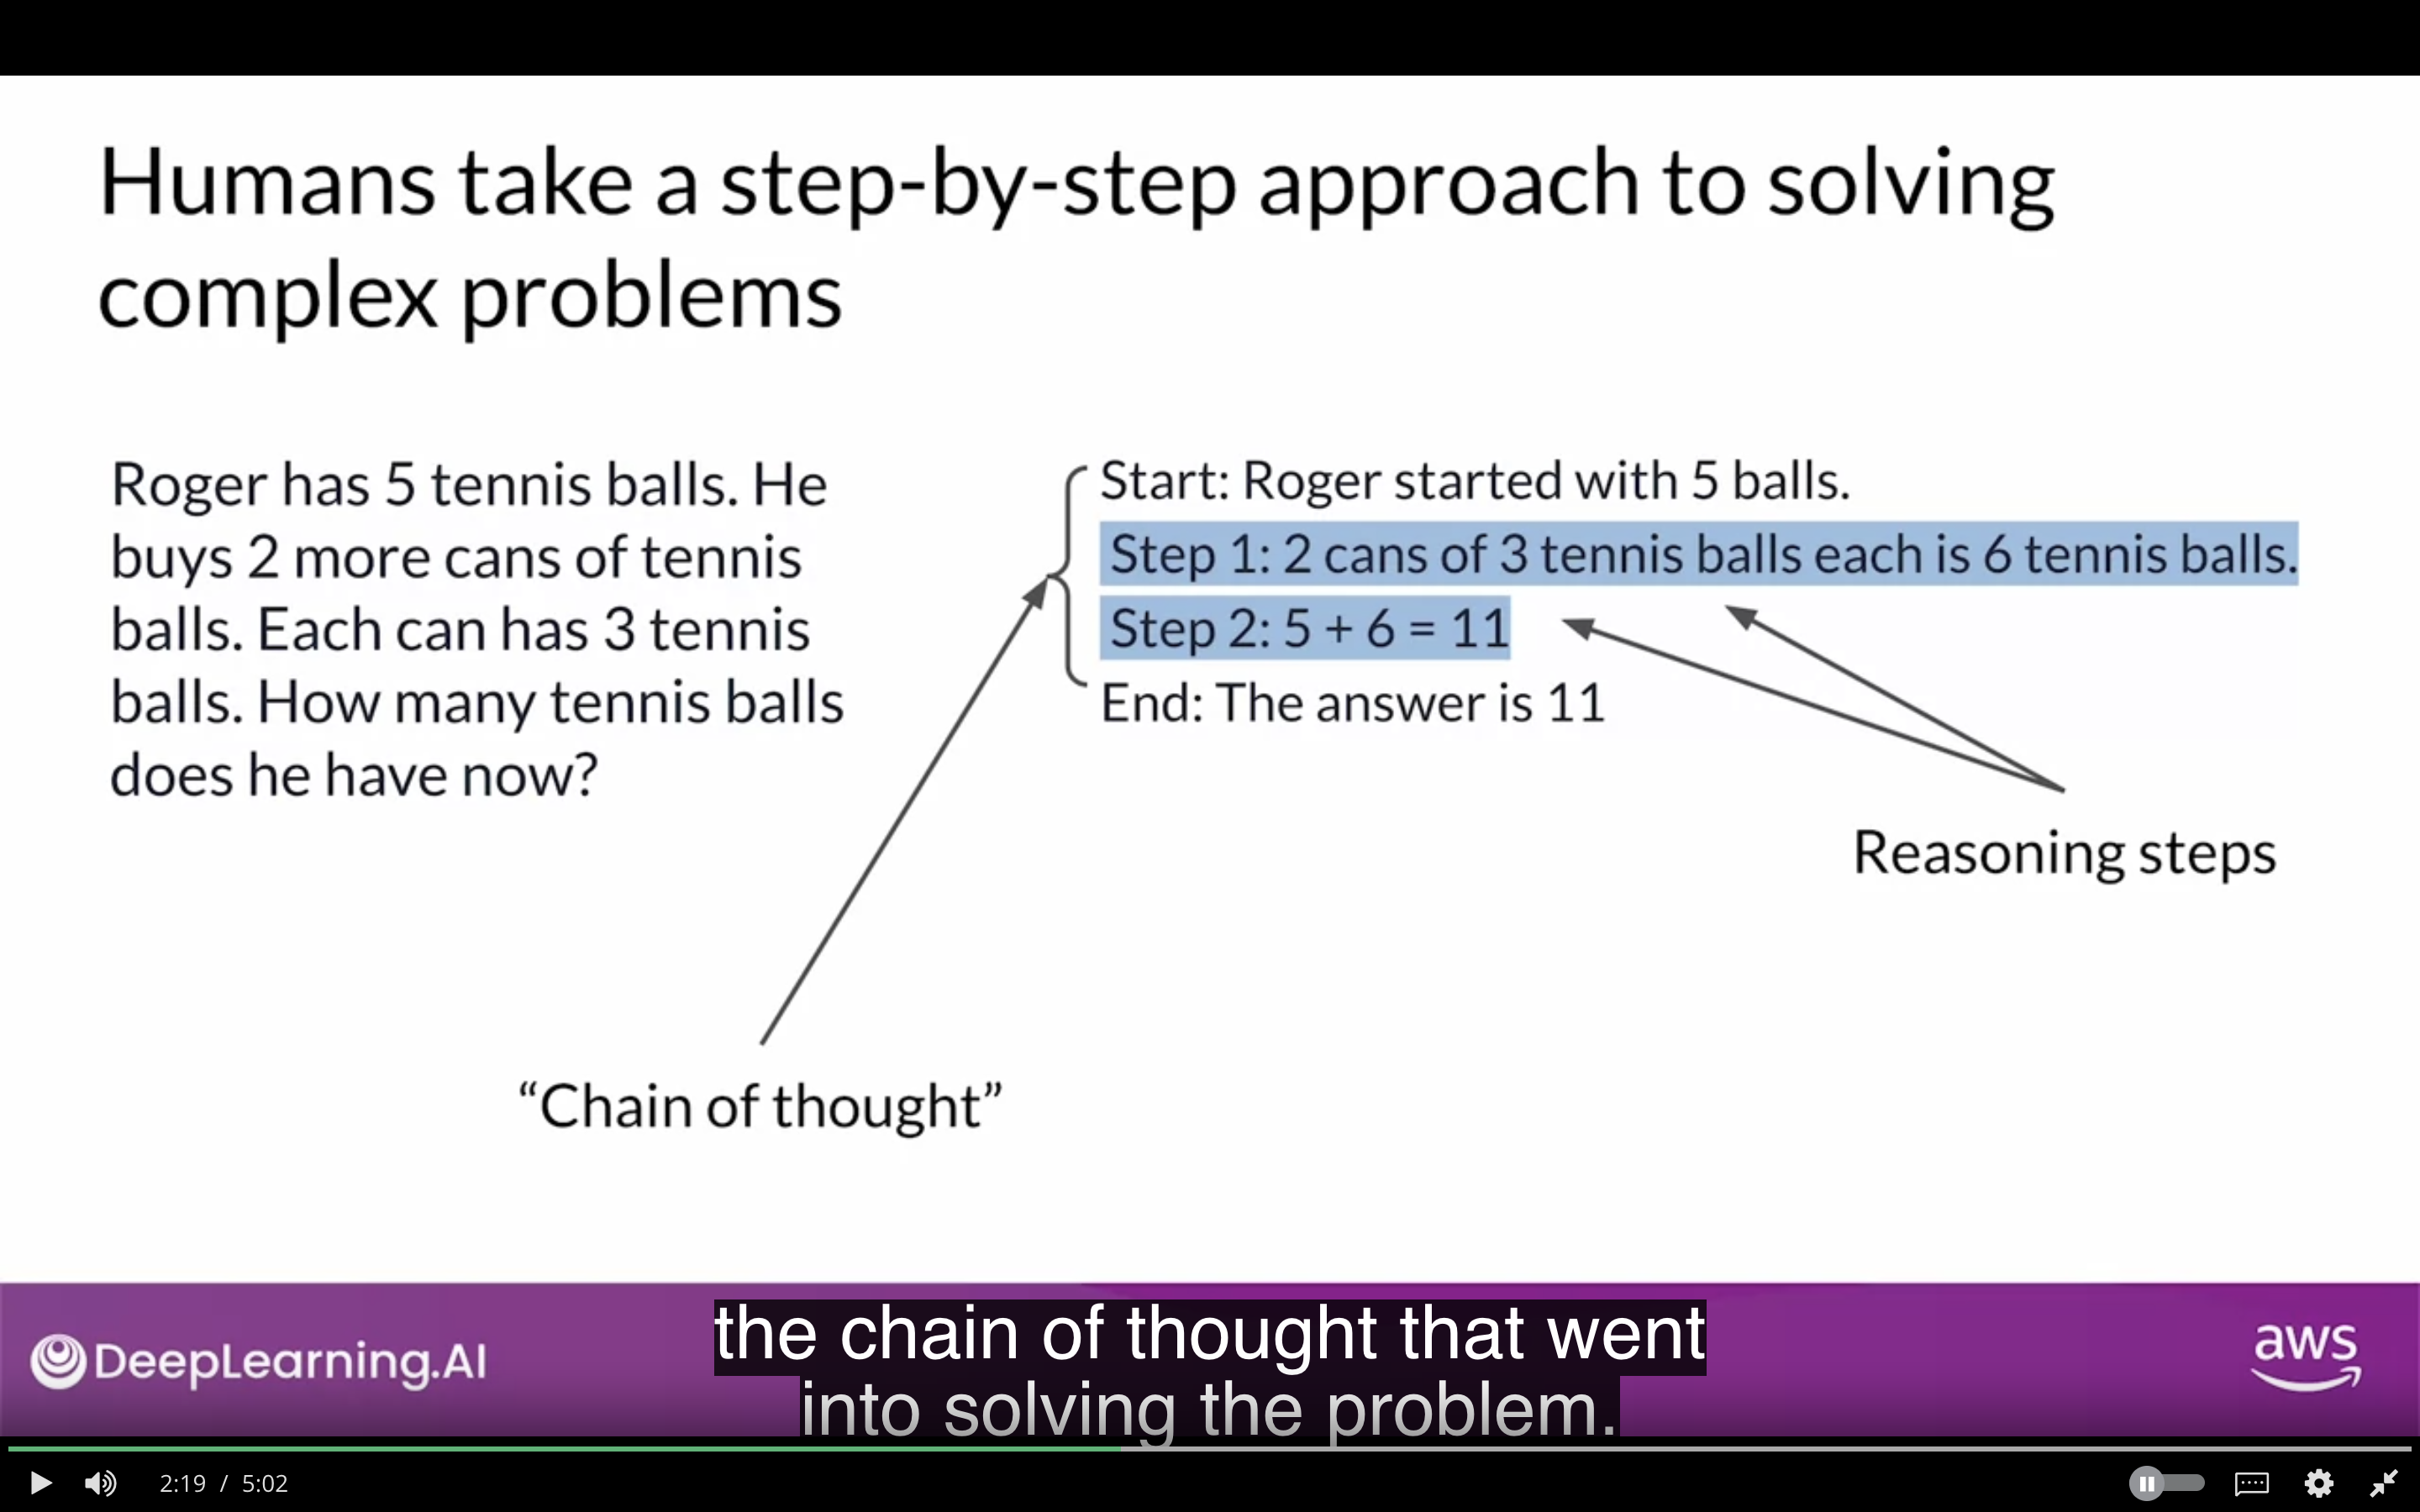 Humans take a step-by-step approach to solving
complex problems
Roger has 5 tennis balls. He
buys 2 more cans of tennis
balls. Each can has 3 tennis
balls. How many tennis balls
does he have now?
Start: Roger started with 5 balls.
Step 1: 2 cans of 3 tennis balls each is 6 tennis balls.
Step 2: 5 + 6 = 11
End: The answer is 11
Reasoning steps
“Chain of thought”
DeepLearning.AI
the chain of thought that went
into solving the problem.
aws
2:19 / 5:02